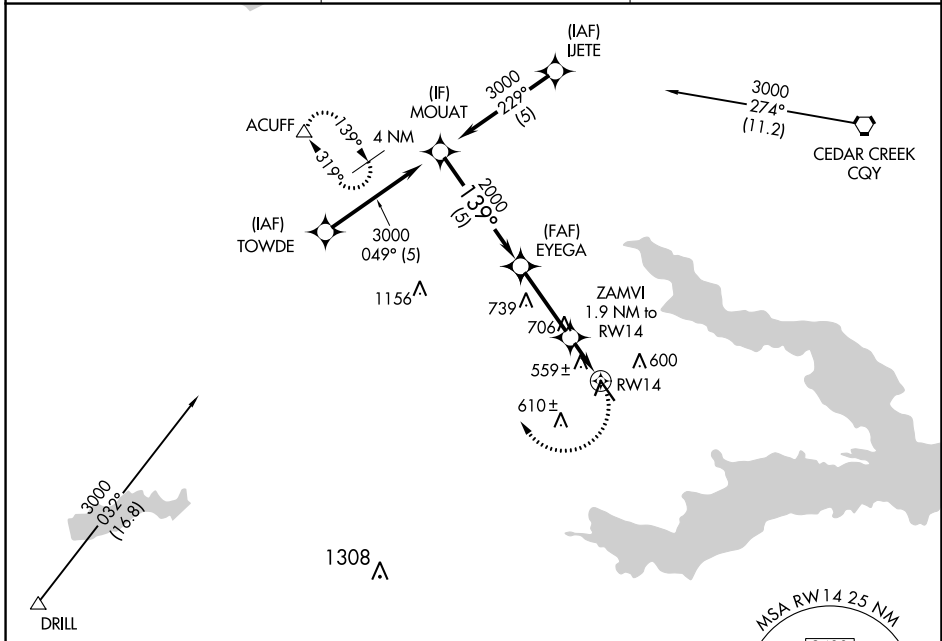 (IAF)
IJETE
3000
229°
(5)
(IF)
MOUAT
3000
274°
(11.2)
CEDAR CREEK
CQY
ACUFF
139°
319°
4 NM
2000
139°
(5)
(IAF)
TOWDE
3000
049° (5)
(FAF)
EYEGA
1156
739
ZAMVI
1.9 NM to
RW14
706
559±
600
RW14
610±
3000
032°
(16.8)
1308
DRILL
MSA RW14 25 NM